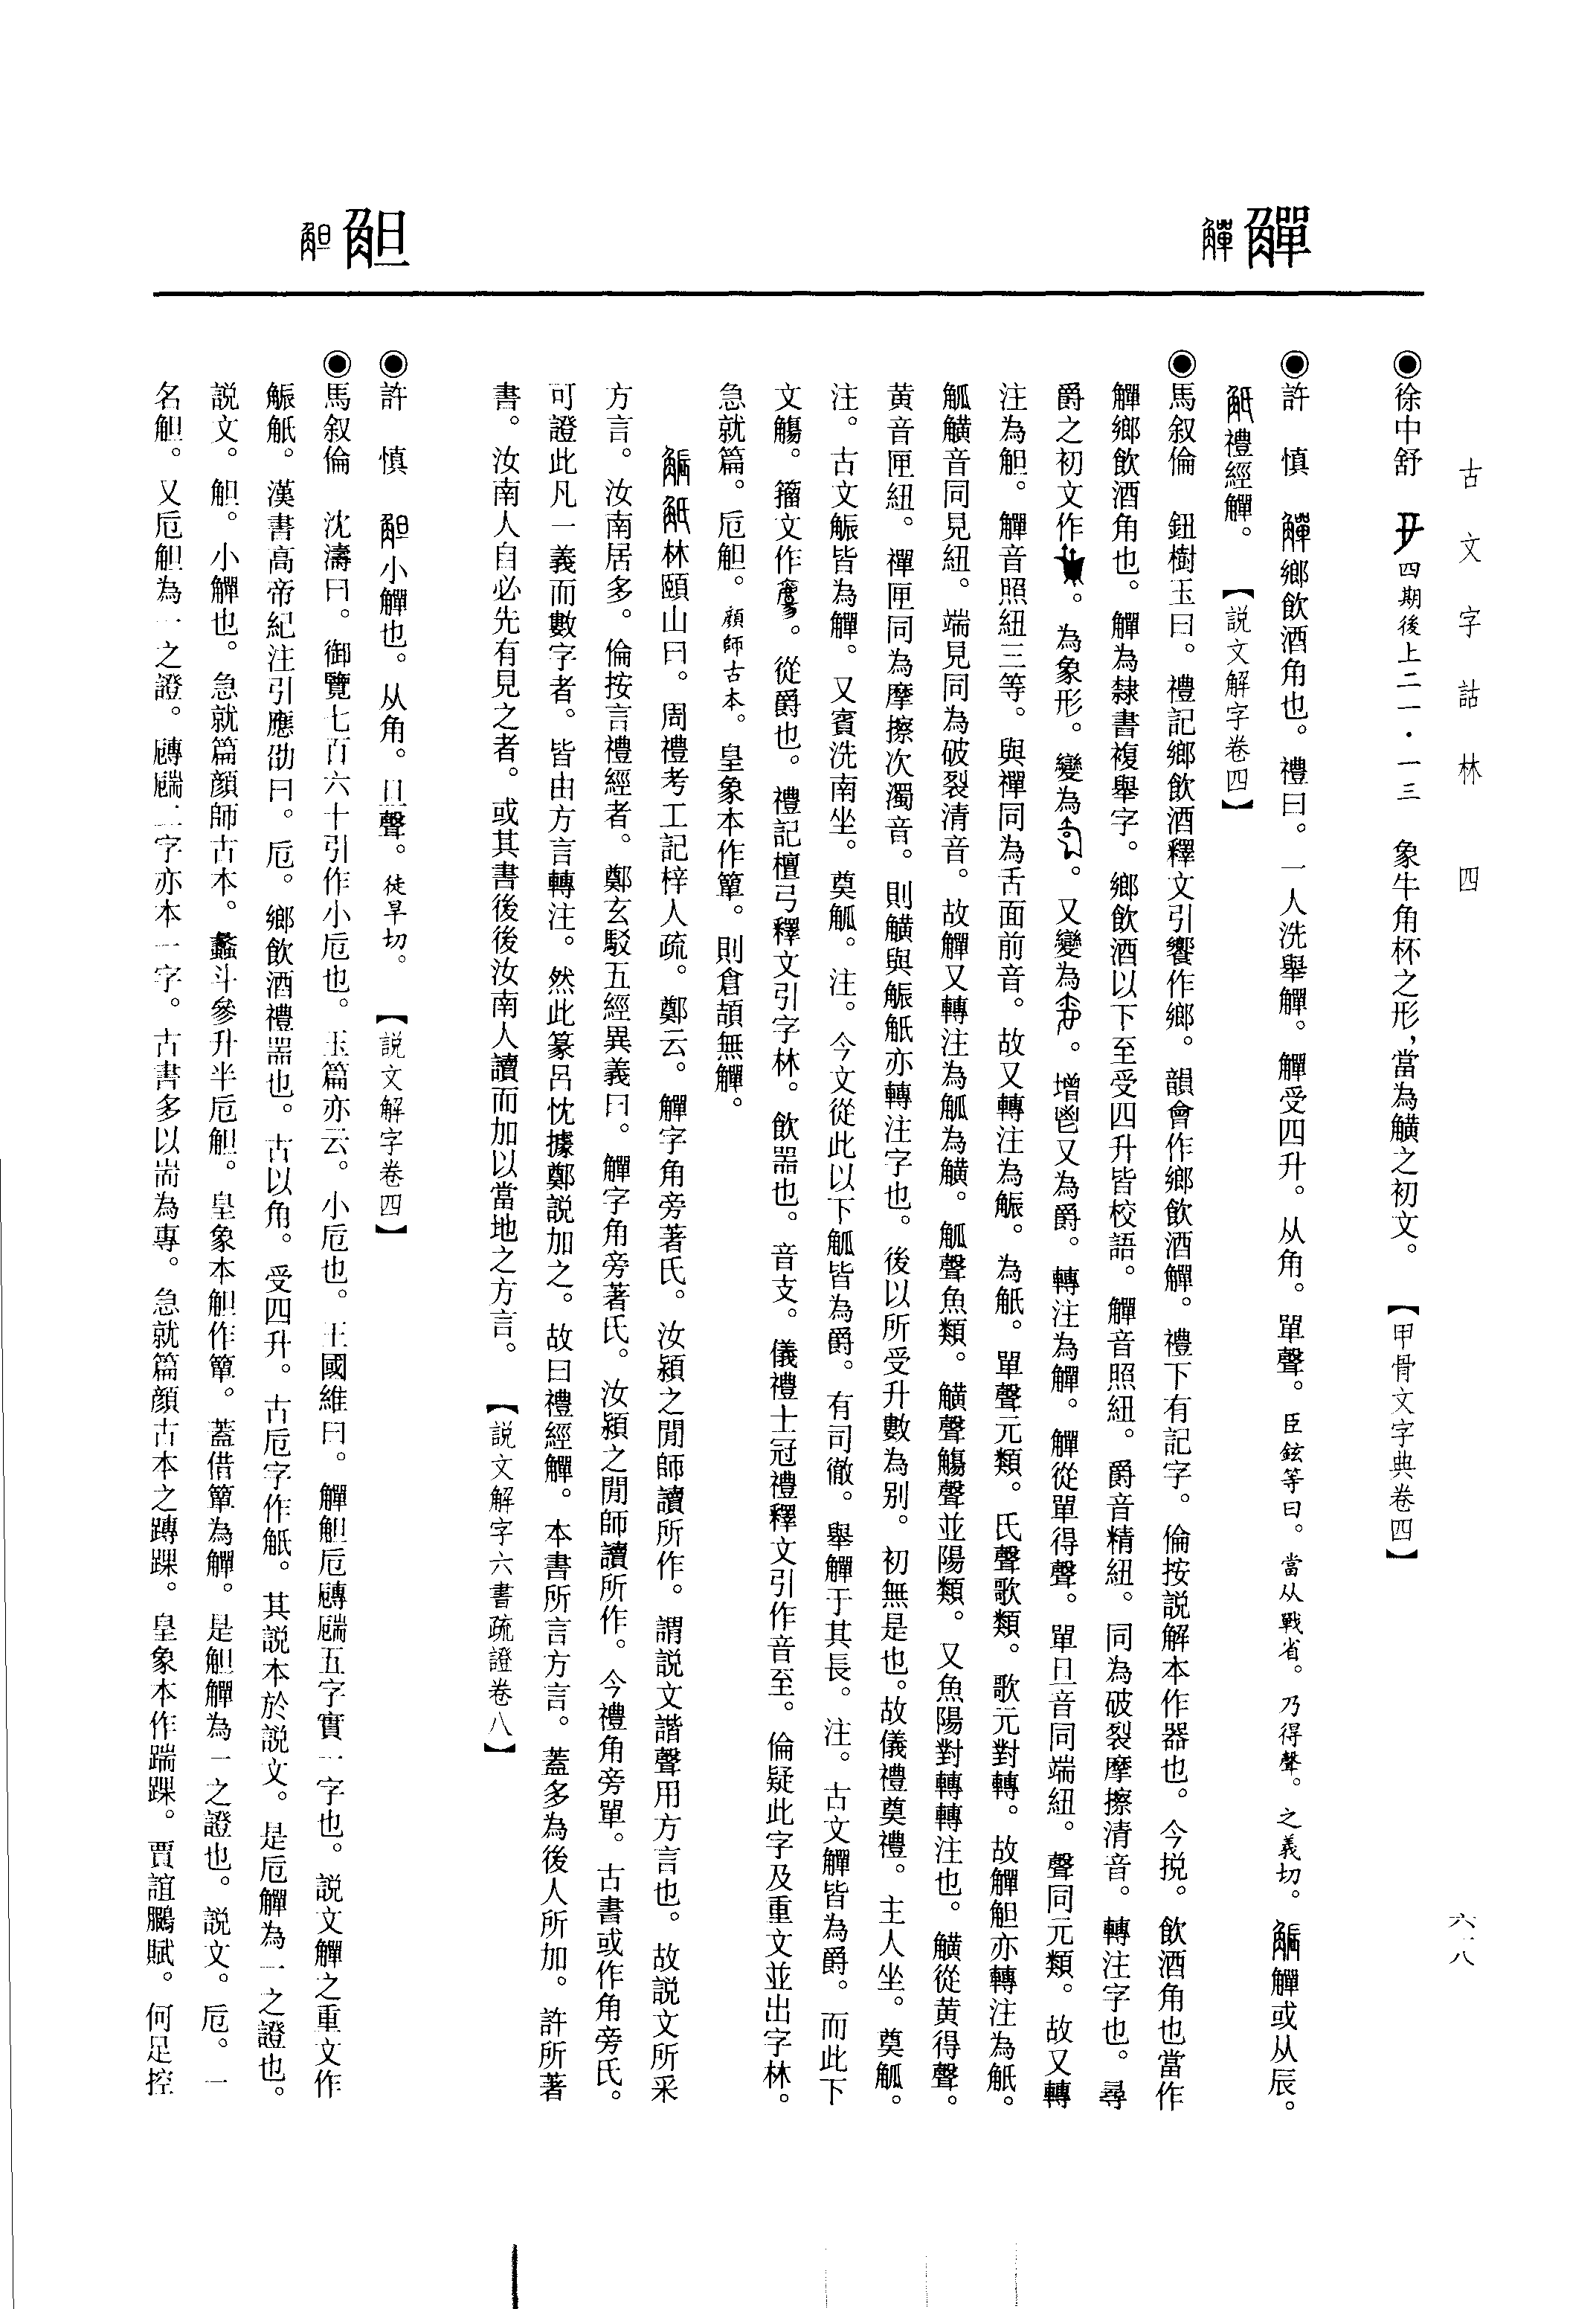 古文字詁林　四
六一八
觶
觛
◉徐中舒　四期後上二一·一三　象牛角杯之形，當為觵之初文。　【甲骨文字典卷四】
◉許　慎　觶鄉飲酒角也。禮曰。一人洗舉觶。觶受四升。从角。單聲。臣鉉等曰。當从戰省。乃得聲。之義切。䚨觶或从辰。
觗禮經觶。　【説文解字卷四】
◉馬叙倫　鈕樹玉曰。禮記鄉飲酒釋文引饗作鄉。韻會作鄉飲酒觶。禮下有記字。倫按説解本作器也。今捝。飲酒角也當作
觶鄉飲酒角也。觶為隸書複舉字。鄉飲酒以下至受四升皆校語。觶音照紐。爵音精紐。同為破裂摩擦清音。轉注字也。尋
爵之初文作。為象形。變為。又變為。增鬯又為爵。轉注為觶。觶從單得聲。單旦音同端紐。聲同元類。故又轉
注為觛。觶音照紐三等。與禪同為舌面前音。故又轉注為䚨。為觗。單聲元類。氏聲歌類。歌元對轉。故觶觛亦轉注為觗。
觚觵音同見紐。端見同為破裂清音。故觶又轉注為觚為觵。觚聲魚類。觵聲觴聲並陽類。又魚陽對轉轉注也。觵從黄得聲。
黄音匣紐。禪匣同為摩擦次濁音。則觵與䚨觗亦轉注字也。後以所受升數為别。初無是也。故儀禮奠禮。主人坐。奠觚。
注。古文䚨皆為觶。又賓洗南坐。奠觚。注。今文從此以下觚皆為爵。有司徹。舉觶于其長。注。古文觶皆為爵。而此下
文觴。籀文作。從爵也。禮記檀弓釋文引字林。飲器也。音支。儀禮士冠禮釋文引作音至。倫疑此字及重文並出字林。
急就篇。卮觛。顔師古本。皇象本作簞。則倉頡無觶。
䚨觗林頤山曰。周禮考工記梓人疏。鄭云。觶字角旁著氏。汝潁之閒師讀所作。謂説文諧聲用方言也。故説文所采
方言。汝南居多。倫按言禮經者。鄭玄駁五經異義曰。觶字角旁著氏。汝潁之閒師讀所作。今禮角旁單。古書或作角旁氏。
可證此凡一義而數字者。皆由方言轉注。然此篆呂忱據鄭説加之。故曰禮經觶。本書所言方言。蓋多為後人所加。許所著
書。汝南人自必先有見之者。或其書後後汝南人讀而加以當地之方言。　【説文解字六書疏證卷八】
◉許　慎　觛小觶也。从角。旦聲。徒旱切。　【説文解字卷四】
◉馬叙倫　沈濤曰。御覽七百六十引作小卮也。玉篇亦云。小卮也。王國維曰。觶觛卮𨄔𨃓五字實一字也。説文觶之重文作
䚨觗。漢書高帝紀注引應劭曰。卮。鄉飲酒禮器也。古以角。受四升。古卮字作觗。其説本於説文。是卮觶為一之證也。
説文。觛。小觶也。急就篇顔師古本。蠡斗參升半卮觛。皇象本觛作簞。蓋借簞為觶。是觛觶為一之證也。説文。卮。一
名觛。又卮觛為一之證。二字亦本一字。古書多以耑為專。急就篇顔古本之蹲踝。皇象本作踹踝。賈誼鵩賦。何足控